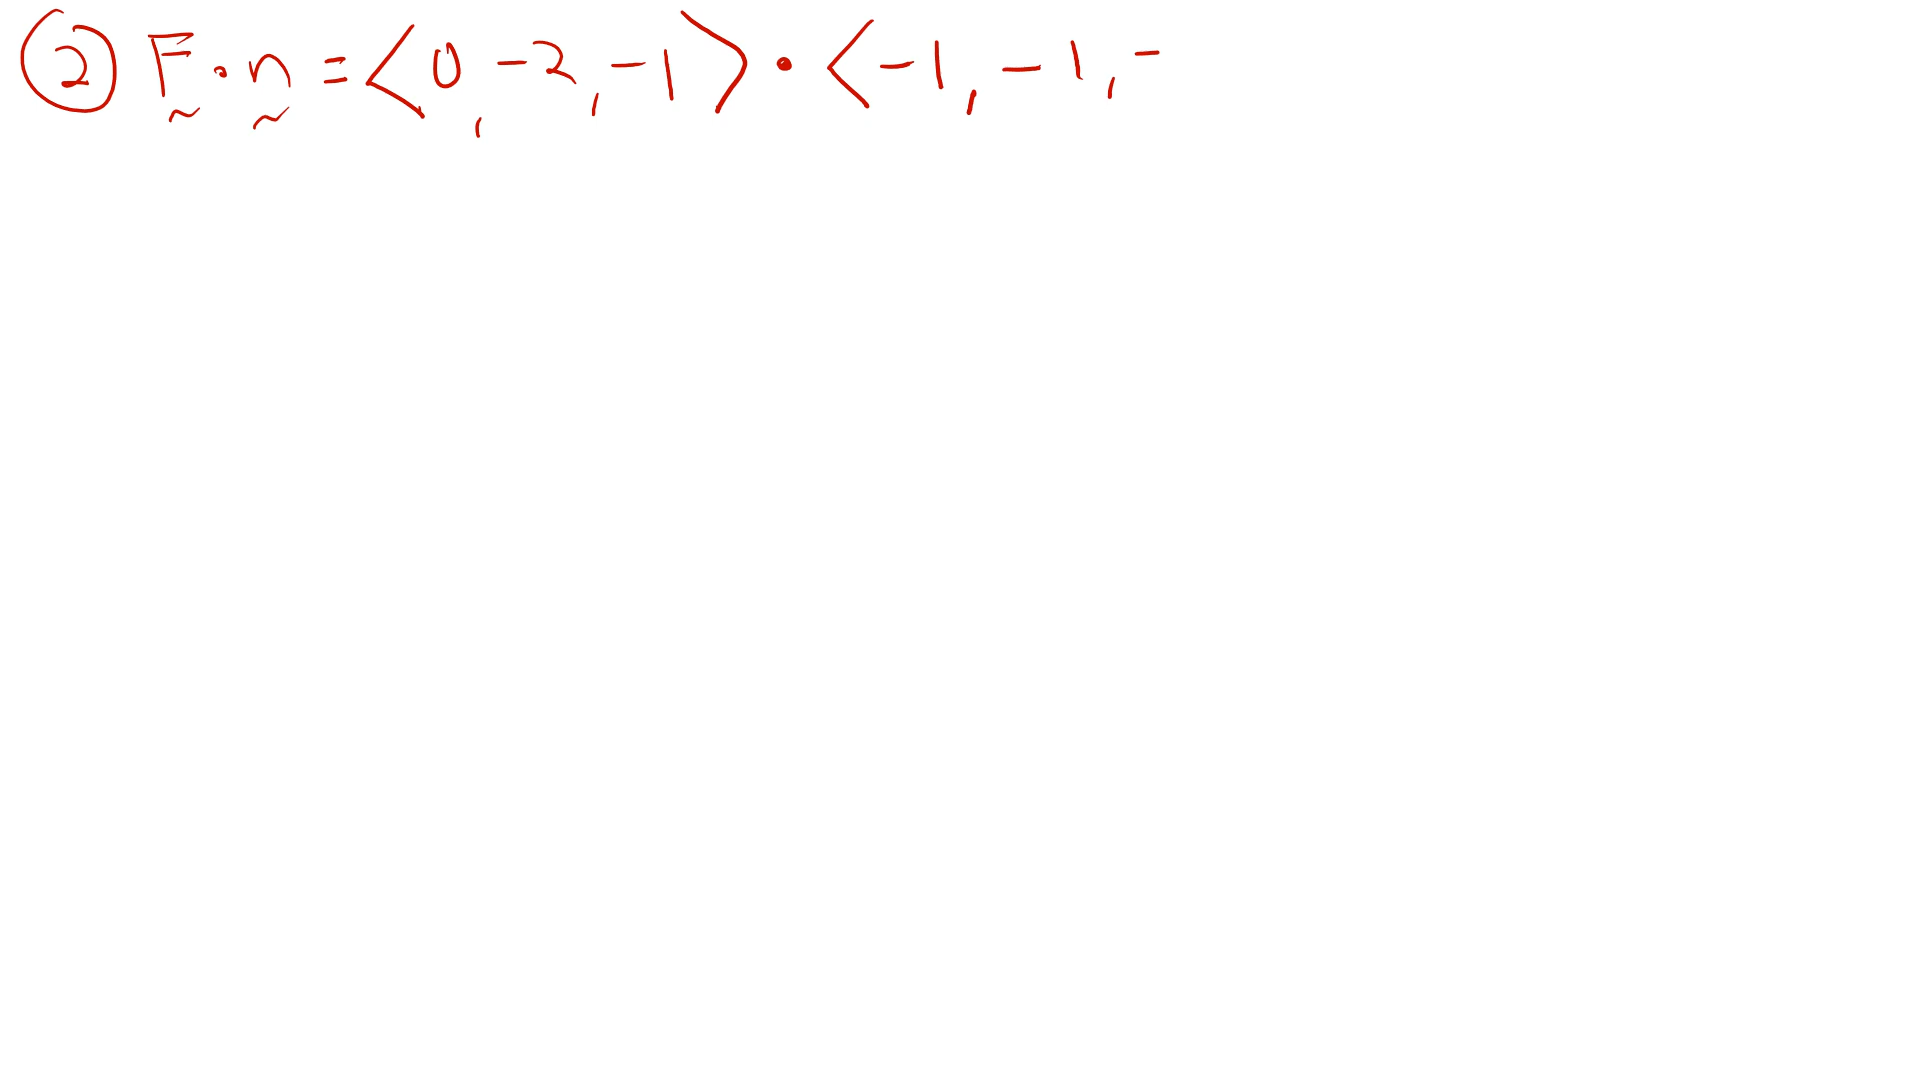 ② F · n = ⟨0, -2, -1⟩ · ⟨-1, -1, -